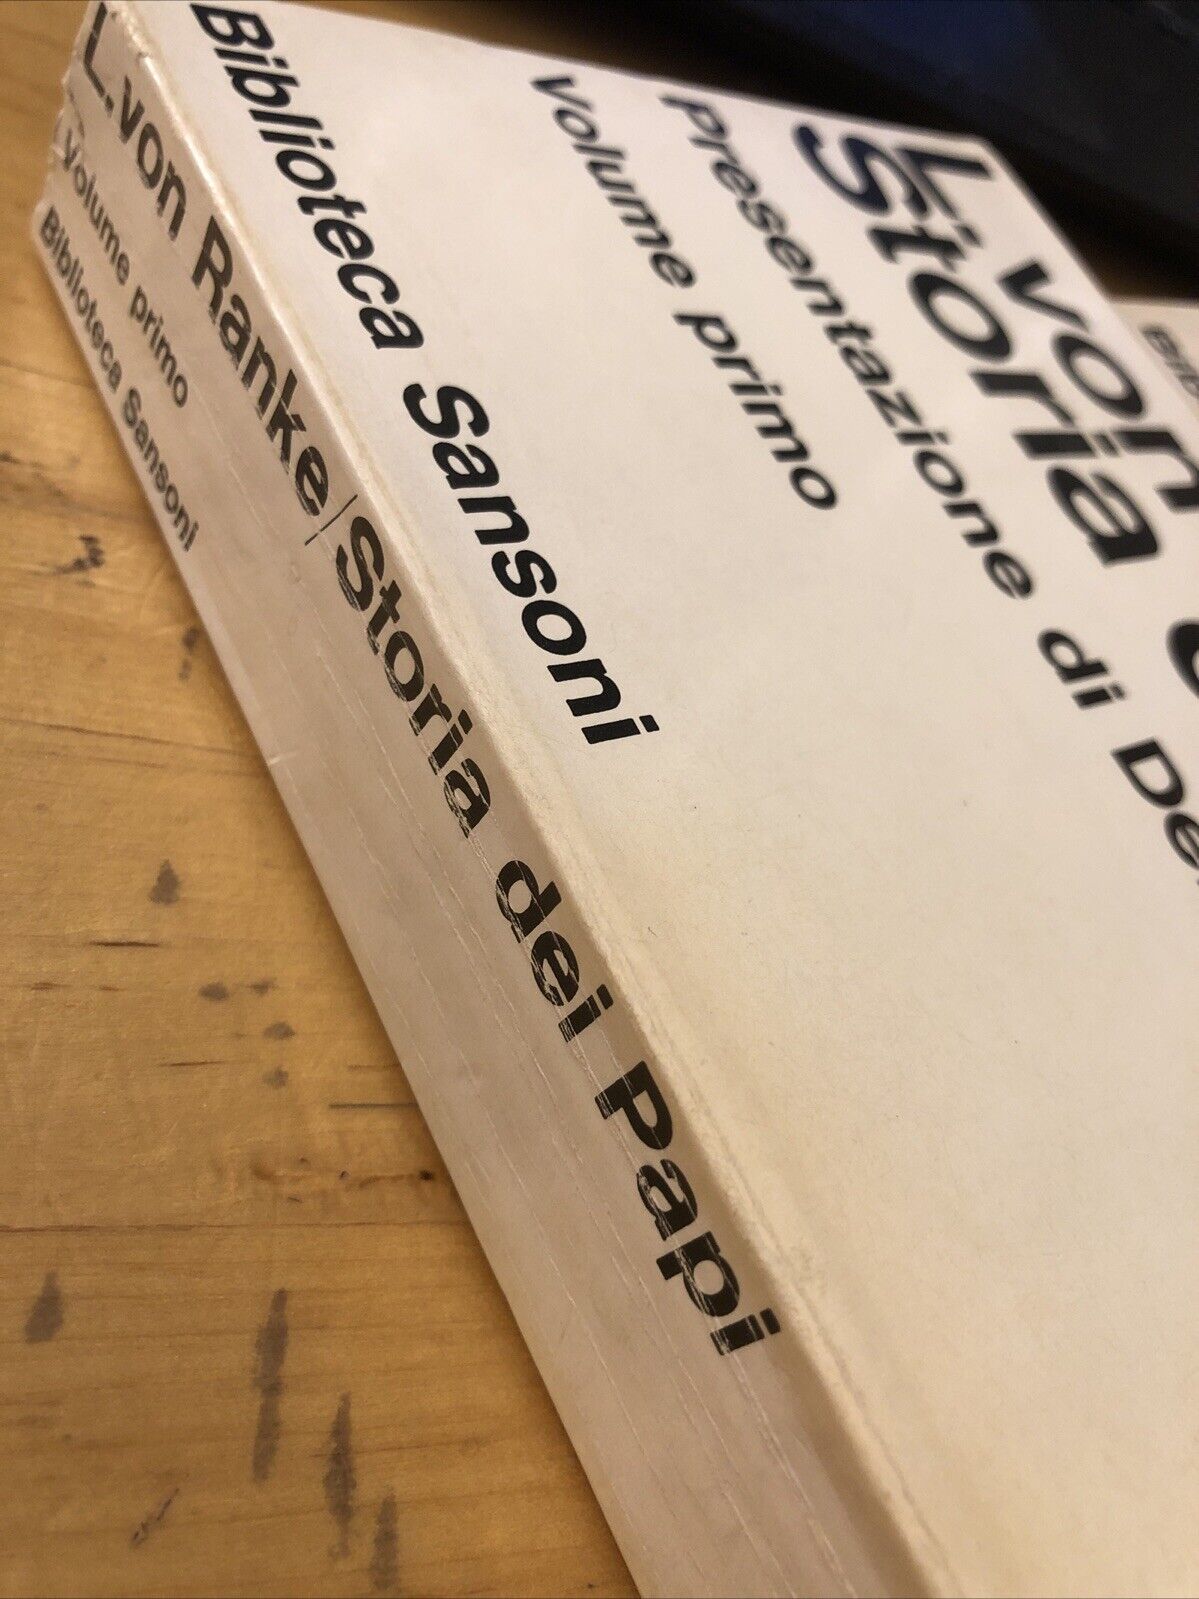 L. von Ranke/Storia dei Papi
Volume primo
Biblioteca Sansoni
L. von
Storia
Presentazione di De
Volume primo
Biblioteca Sansoni